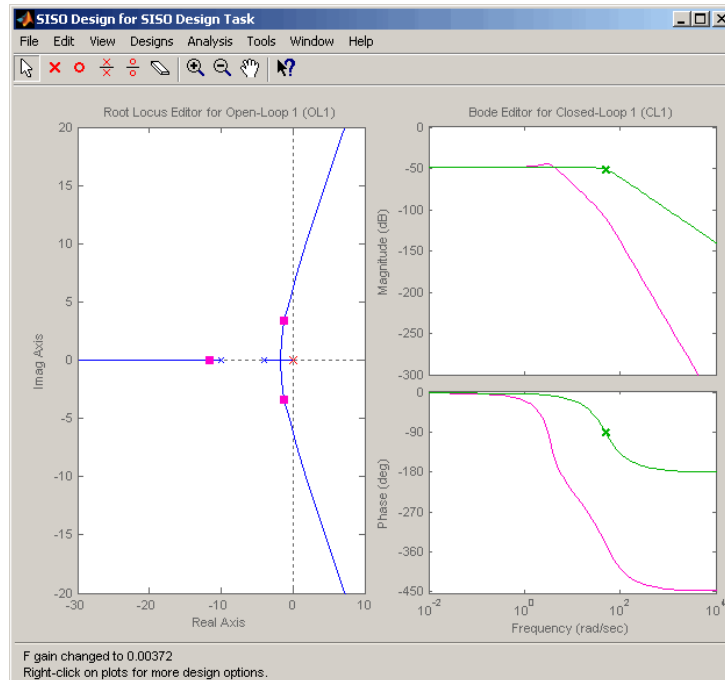 SISO Design for SISO Design Task
File Edit View Designs Analysis Tools Window Help
Root Locus Editor for Open-Loop 1 (OL1)
20
15
10
5
0
-5
-10
-15
-20
Imag Axis
-30 -20 -10 0 10
Real Axis
Bode Editor for Closed-Loop 1 (CL1)
0
-50
-100
-150
-200
-250
-300
Magnitude (dB)
0
-90
-180
-270
-360
-450
Phase (deg)
10^-2 10^0 10^2 10^4
Frequency (rad/sec)
F gain changed to 0.00372
Right-click on plots for more design options.